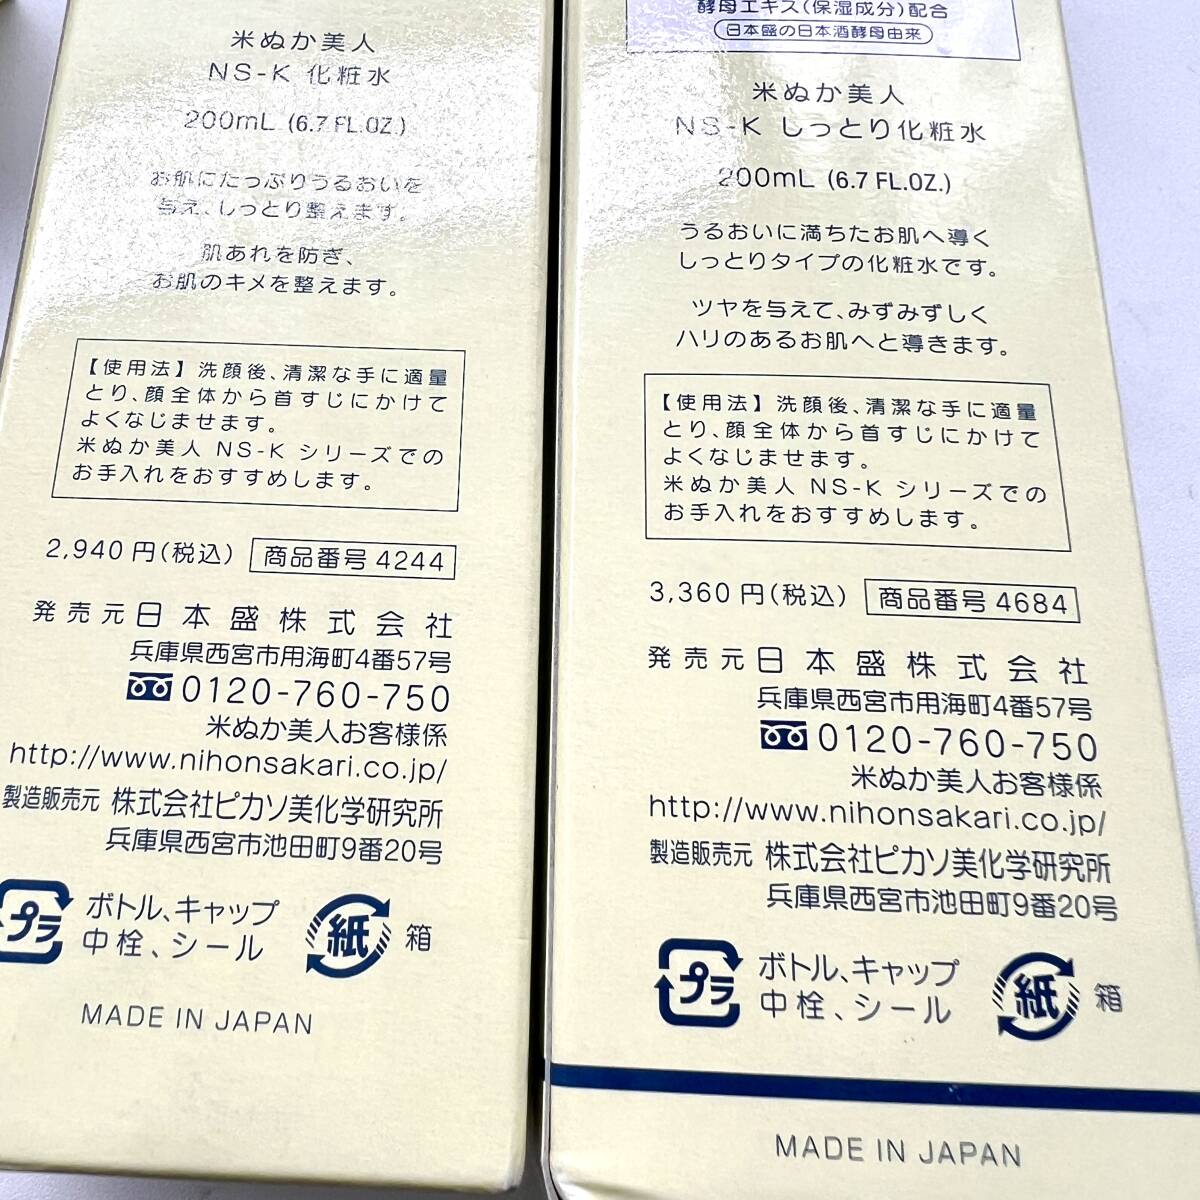 米ぬか美人
NS-K 化粧水
200mL (6.7 FL.OZ.)
お肌にたっぷりうるおいを
与え、しっとり整えます。
肌あれを防ぎ、
お肌のキメを整えます。
【使用法】洗顔後、清潔な手に適量
とり、顔全体から首すじにかけて
よくなじませます。
米ぬか美人 NS-K シリーズでの
お手入れをおすすめします。
2,940円(税込) 商品番号4244
発売元 日本盛株式会社
兵庫県西宮市用海町4番57号
0120-760-750
米ぬか美人お客様係
http://www.nihonsakari.co.jp/
製造販売元 株式会社ピカソ美化学研究所
兵庫県西宮市池田町9番20号
プラ ボトル、キャップ
中栓、シール
紙 箱
MADE IN JAPAN
酵母エキス(保湿成分)配合
日本盛の日本酒酵母由来
米ぬか美人
NS-K しっとり化粧水
200mL (6.7 FL.OZ.)
うるおいに満ちたお肌へ導く
しっとりタイプの化粧水です。
ツヤを与えて、みずみずしく
ハリのあるお肌へと導きます。
【使用法】洗顔後、清潔な手に適量
とり、顔全体から首すじにかけて
よくなじませます。
米ぬか美人 NS-K シリーズでの
お手入れをおすすめします。
3,360円(税込) 商品番号4684
発売元 日本盛株式会社
兵庫県西宮市用海町4番57号
0120-760-750
米ぬか美人お客様係
http://www.nihonsakari.co.jp/
製造販売元 株式会社ピカソ美化学研究所
兵庫県西宮市池田町9番20号
プラ ボトル、キャップ
中栓、シール
紙 箱
MADE IN JAPAN